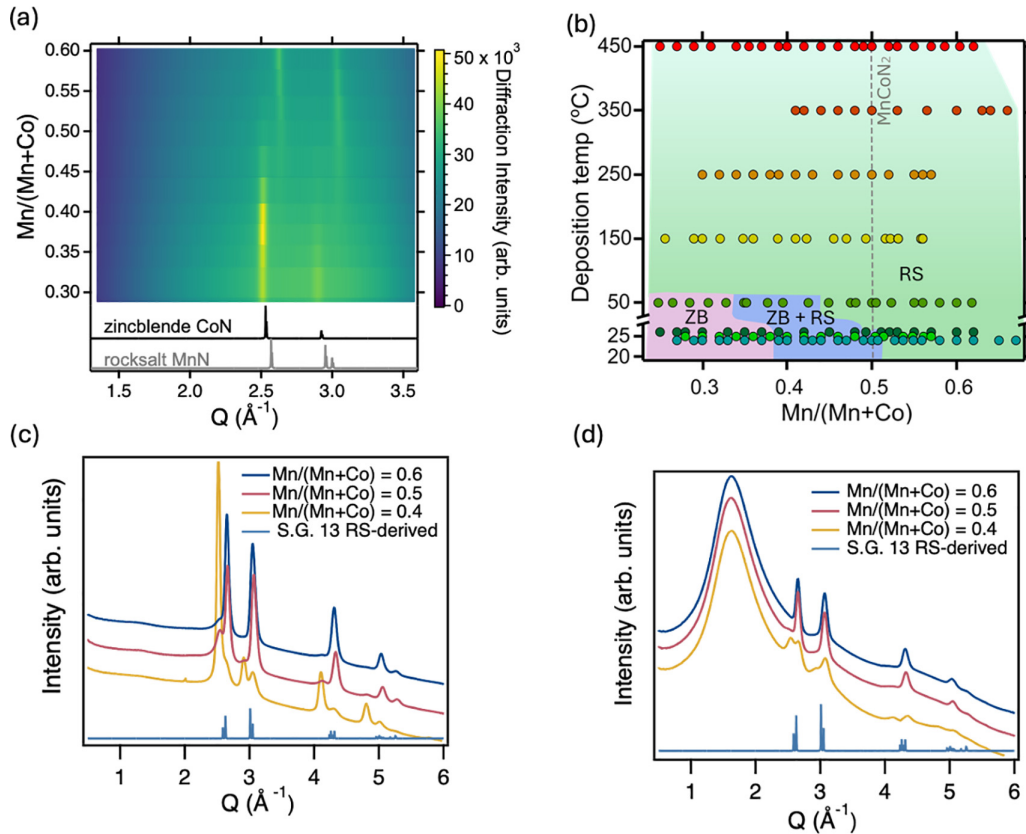 (a)
Mn/(Mn+Co)
0.60
0.55
0.50
0.45
0.40
0.35
0.30
50 x 10³
40
30
20
10
0
Diffraction Intensity (arb. units)
zincblende CoN
rocksalt MnN
1.5 2.0 2.5 3.0 3.5
Q (Å⁻¹)
(b)
Deposition temp (ºC)
450
350
250
150
50
25
20
MnCoN₂
RS
ZB
ZB + RS
0.3 0.4 0.5 0.6
Mn/(Mn+Co)
(c)
Intensity (arb. units)
Mn/(Mn+Co) = 0.6
Mn/(Mn+Co) = 0.5
Mn/(Mn+Co) = 0.4
S.G. 13 RS-derived
1 2 3 4 5 6
Q (Å⁻¹)
(d)
Intensity (arb. units)
Mn/(Mn+Co) = 0.6
Mn/(Mn+Co) = 0.5
Mn/(Mn+Co) = 0.4
S.G. 13 RS-derived
1 2 3 4 5 6
Q (Å⁻¹)